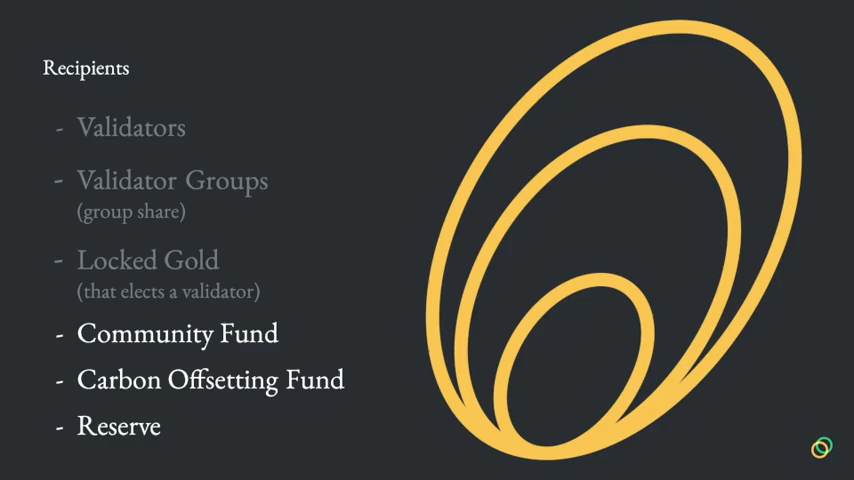 Recipients
- Validators
- Validator Groups
(group share)
- Locked Gold
(that elects a validator)
- Community Fund
- Carbon Offsetting Fund
- Reserve